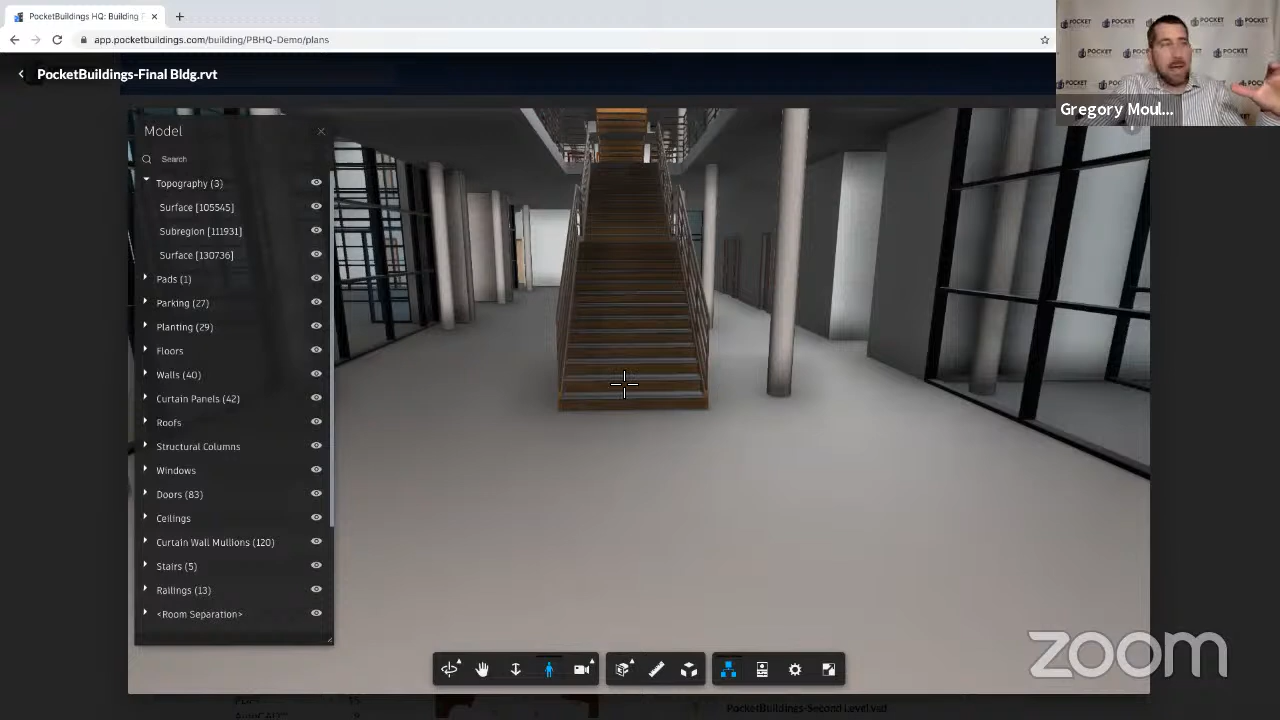 PocketBuildings HQ: Building P
app.pocketbuildings.com/building/PBHQ-Demo/plans
PocketBuildings-Final Bldg.rvt
POCKET
Gregory Moul...
Model
Search
Topography (3)
Surface [105545]
Subregion [111931]
Surface [130736]
Pads (1)
Parking (27)
Planting (29)
Floors
Walls (40)
Curtain Panels (42)
Roofs
Structural Columns
Windows
Doors (83)
Ceilings
Curtain Wall Mullions (120)
Stairs (5)
Railings (13)
<Room Separation>
zoom
PocketBuildings-Second Level.vsd